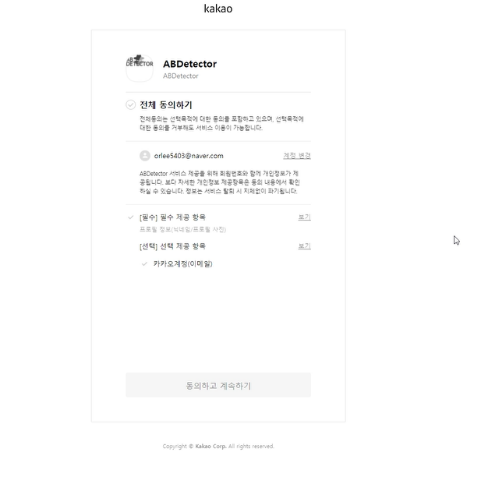 kakao
DETECTOR
ABDetector
ABDetector
전체 동의하기
전체동의는 선택목적에 대한 동의를 포함하고 있으며, 선택목적에
대한 동의를 거부해도 서비스 이용이 가능합니다.
orlee5403@naver.com
계정 변경
ABDetector 서비스 제공을 위해 회원번호와 함께 개인정보가 제
공됩니다. 보다 자세한 개인정보 제공항목은 동의 내용에서 확인
하실 수 있습니다. 정보는 서비스 탈퇴 시 지체없이 파기됩니다.
[필수] 필수 제공 항목
보기
프로필 정보(닉네임/프로필 사진)
[선택] 선택 제공 항목
보기
카카오계정(이메일)
동의하고 계속하기
Copyright © Kakao Corp. All rights reserved.